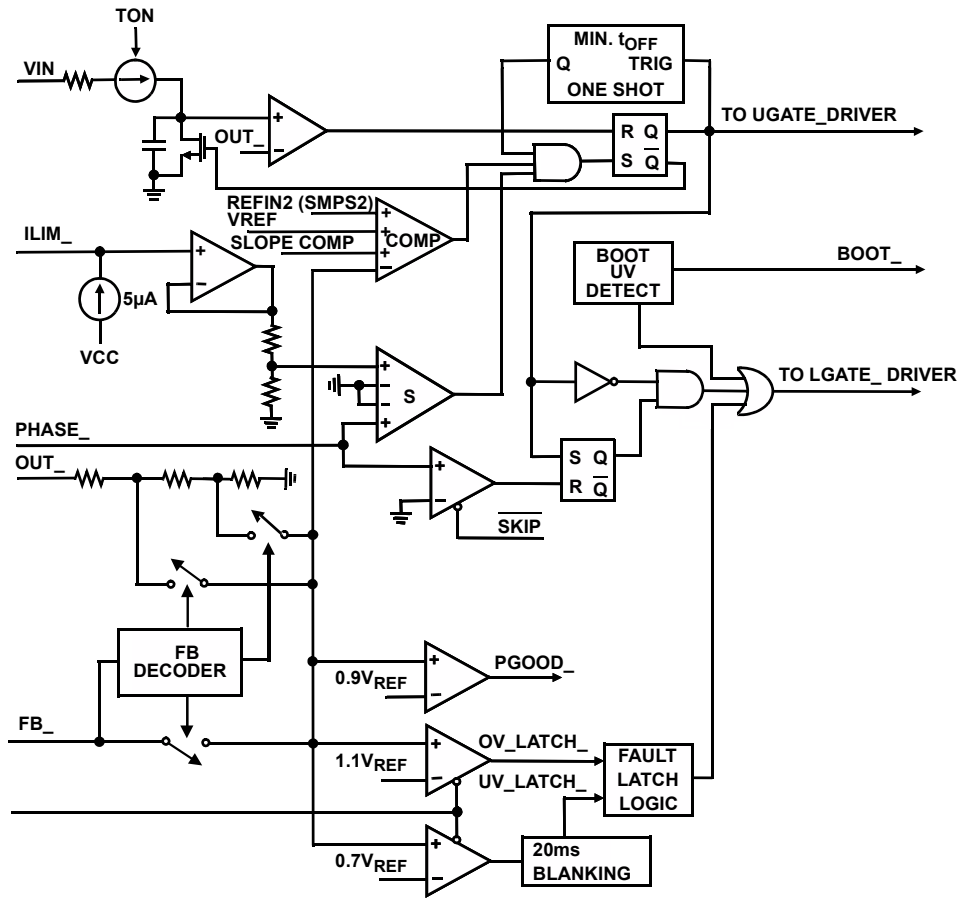 TON
VIN
MIN. tOFF
Q TRIG
ONE SHOT
+
OUT_
−
R Q
S Q
TO UGATE_DRIVER
REFIN2 (SMPS2)
VREF
SLOPE COMP
+
+
+
−
COMP
ILIM_
+
−
5µA
VCC
BOOT
UV
DETECT
BOOT_
+
−
−
+
S
TO LGATE_ DRIVER
PHASE_
OUT_
S Q
R Q
+
−
SKIP
FB
DECODER
FB_
+
0.9VREF
−
PGOOD_
+
1.1VREF
−
OV_LATCH_
UV_LATCH_
FAULT
LATCH
LOGIC
+
0.7VREF
−
20ms
BLANKING